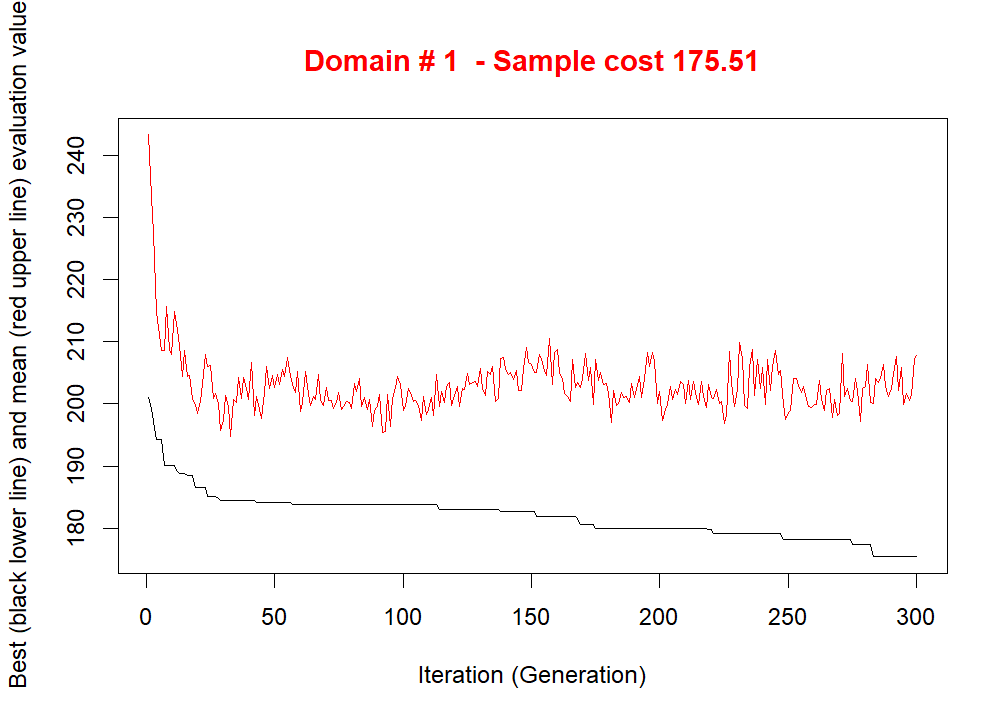 Domain # 1  - Sample cost 175.51
Best (black lower line) and mean (red upper line) evaluation value
240
230
220
210
200
190
180
0 50 100 150 200 250 300
Iteration (Generation)